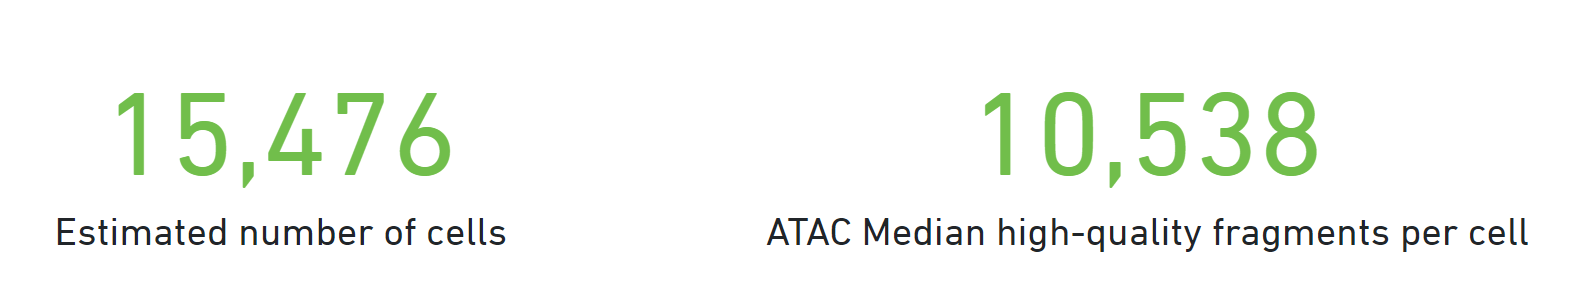 15,476
Estimated number of cells
10,538
ATAC Median high-quality fragments per cell